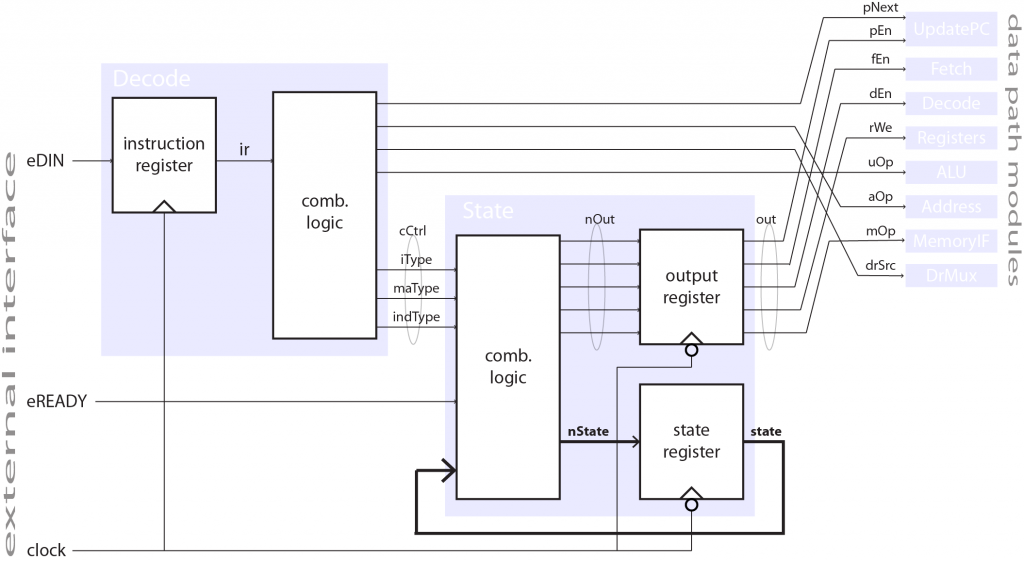 pNext
UpdatePC
pEn
fEn
Fetch
dEn
Decode
rWe
Registers
uOp
ALU
aOp
Address
mOp
MemoryIF
drSrc
DrMux
data path modules
external interface
Decode
eDIN
instruction
register
ir
comb.
logic
cCtrl
iType
maType
indType
State
nOut
out
output
register
comb.
logic
eREADY
nState
state
register
state
clock